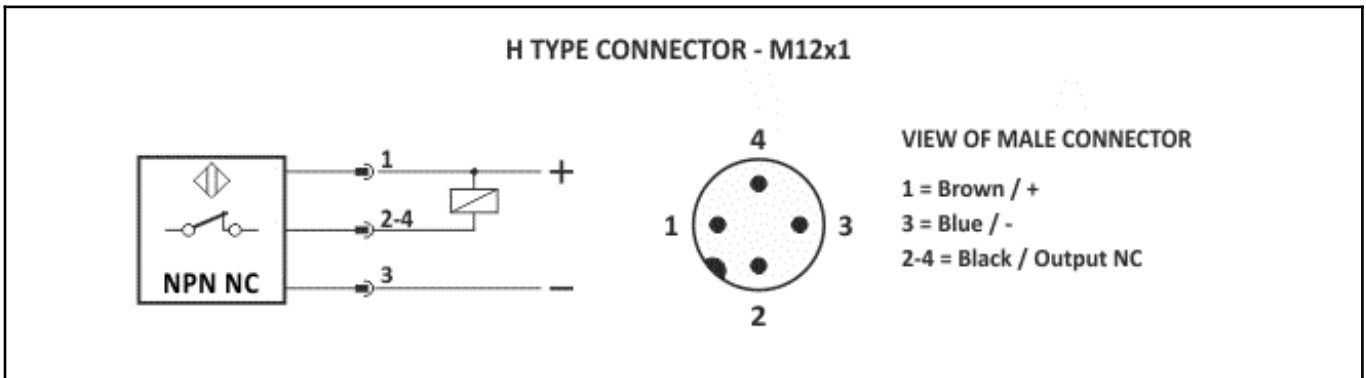 H TYPE CONNECTOR - M12x1
1
+
2-4
3
−
NPN NC
4
1
3
2
VIEW OF MALE CONNECTOR
1 = Brown / +
3 = Blue / -
2-4 = Black / Output NC